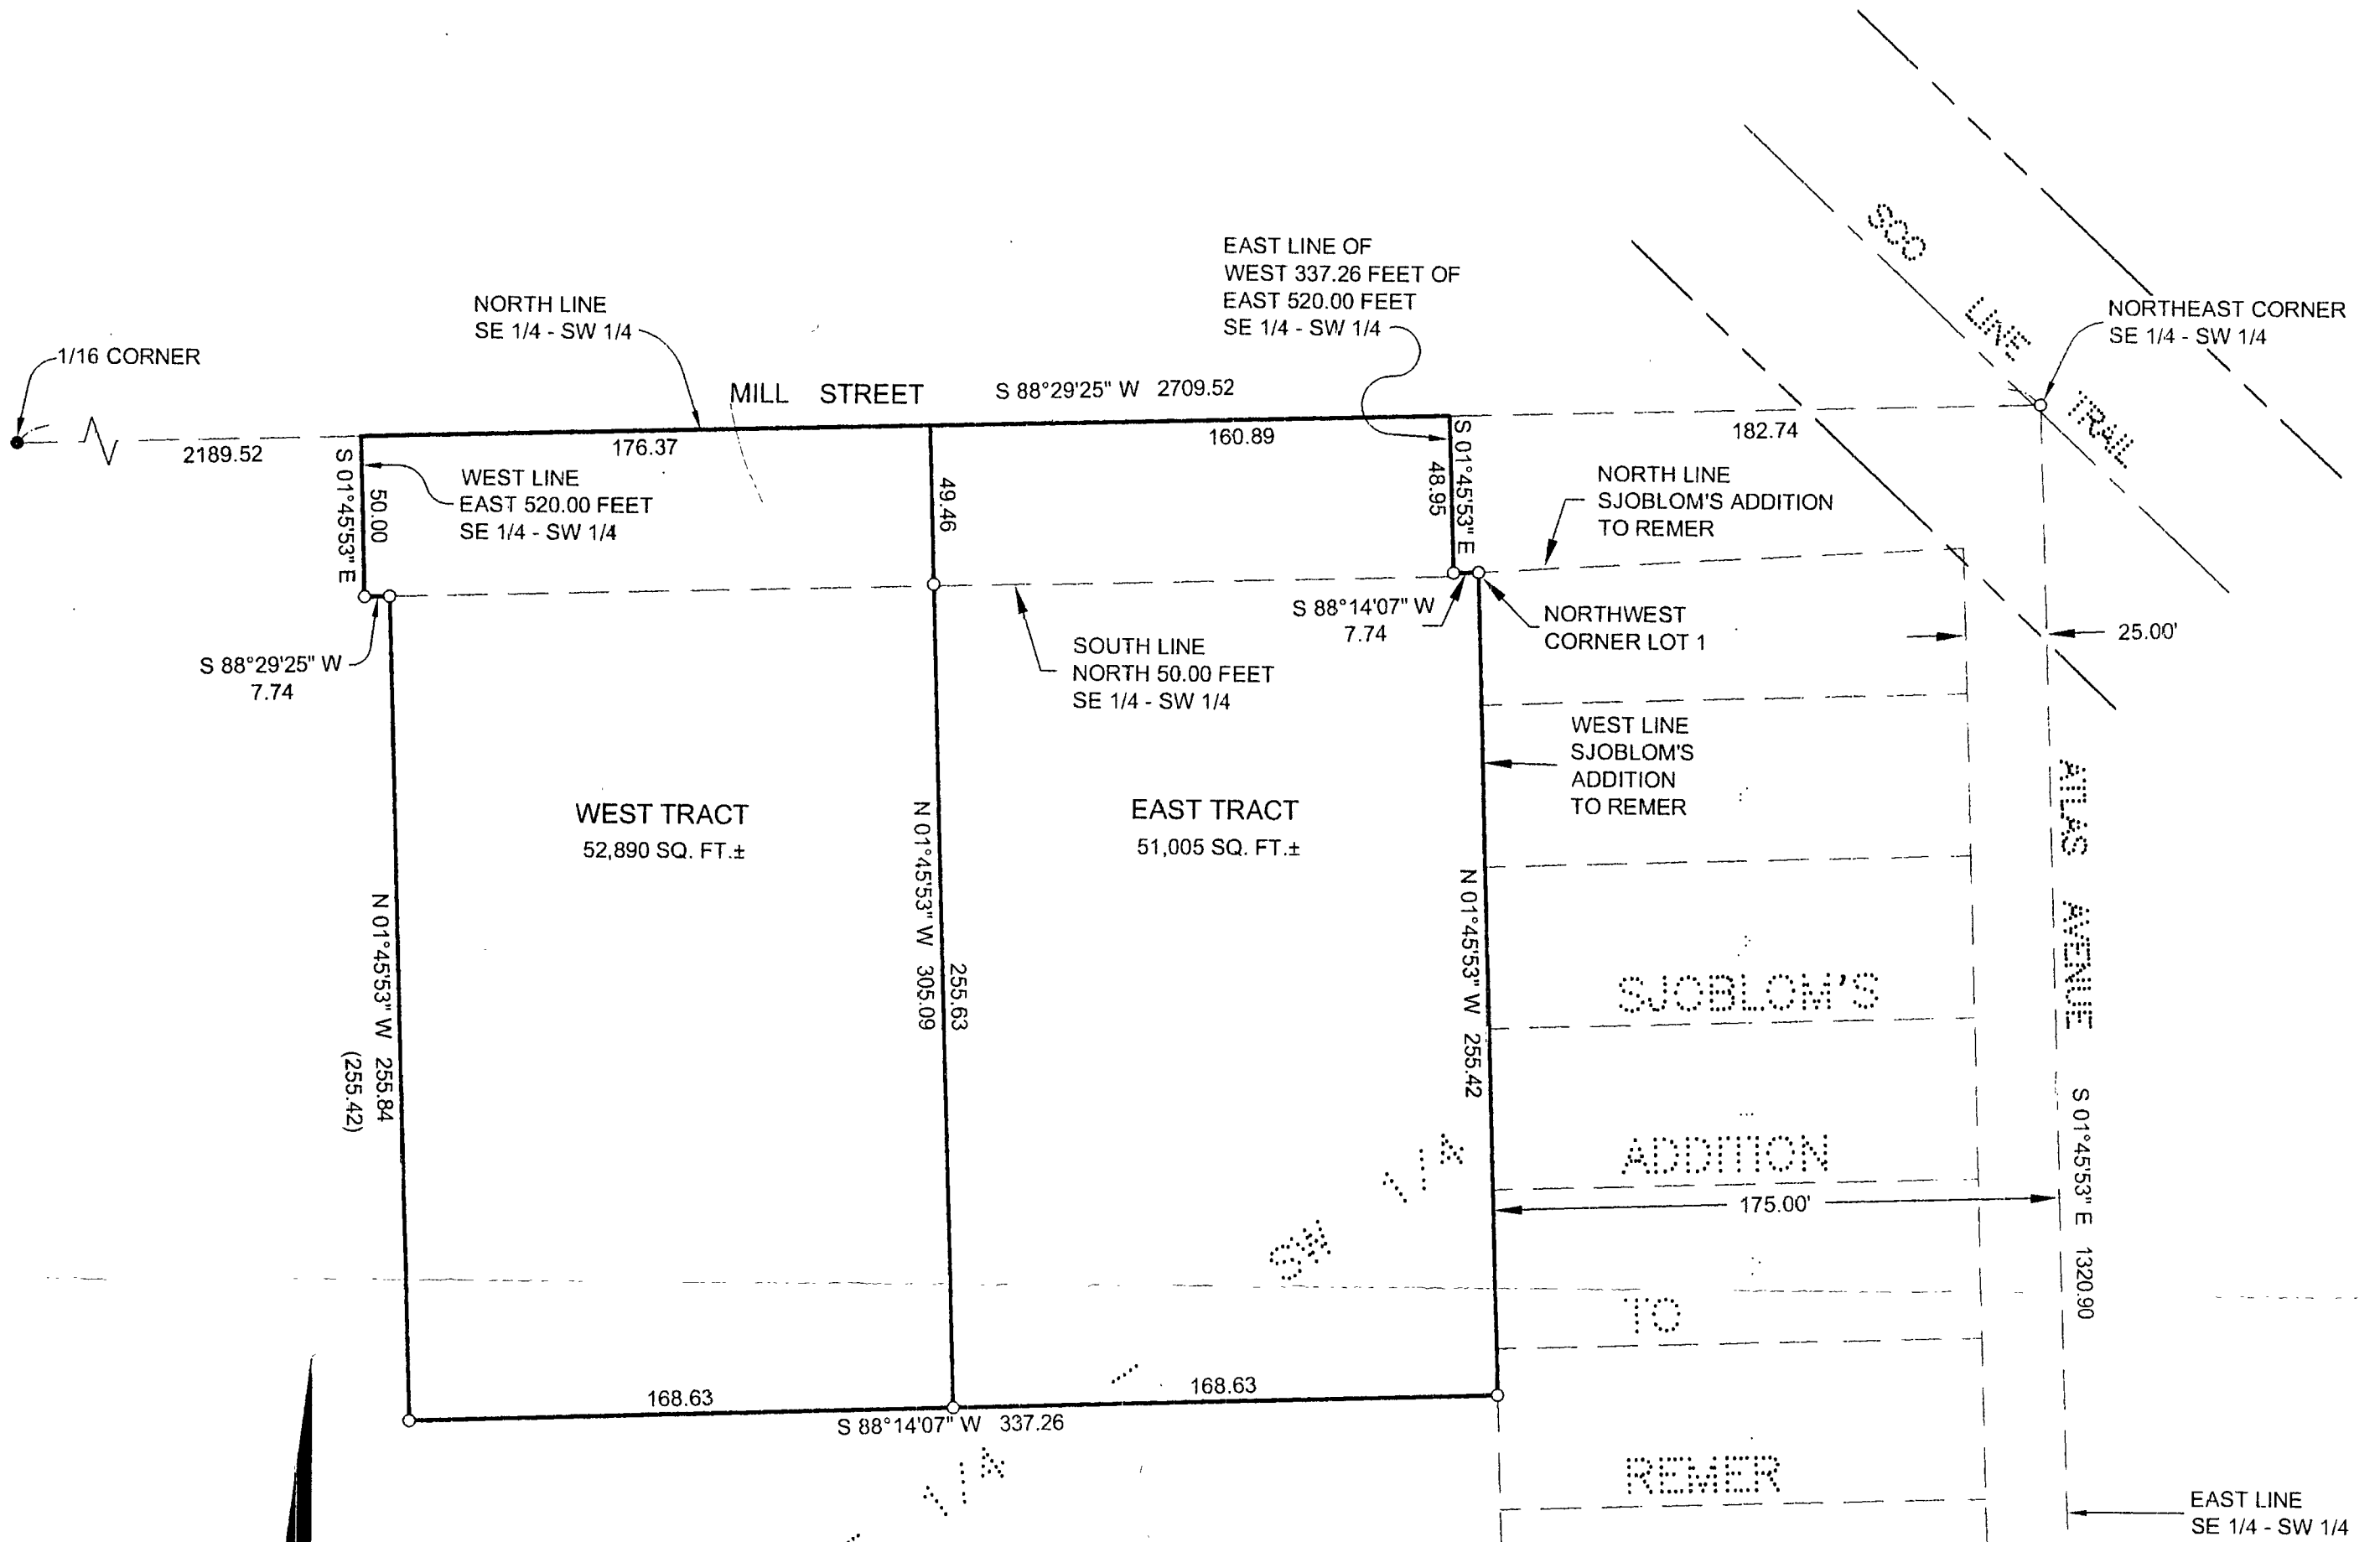 EAST LINE OF
WEST 337.26 FEET OF
EAST 520.00 FEET
SE 1/4 - SW 1/4
SOO LINE TRAIL
NORTHEAST CORNER
SE 1/4 - SW 1/4
NORTH LINE
SE 1/4 - SW 1/4
1/16 CORNER
MILL STREET
S 88°29'25" W 2709.52
2189.52
176.37
160.89
182.74
S 01°45'53" E
50.00
WEST LINE
EAST 520.00 FEET
SE 1/4 - SW 1/4
49.46
48.95
S 01°45'53" E
NORTH LINE
SJOBLOM'S ADDITION
TO REMER
S 88°29'25" W
7.74
SOUTH LINE
NORTH 50.00 FEET
SE 1/4 - SW 1/4
S 88°14'07" W
7.74
NORTHWEST
CORNER LOT 1
25.00'
WEST LINE
SJOBLOM'S
ADDITION
TO REMER
WEST TRACT
52,890 SQ. FT.±
EAST TRACT
51,005 SQ. FT.±
ATLAS AVENUE
S 01°45'53" E 1320.90
N 01°45'53" W 255.84
(255.42)
N 01°45'53" W 305.09
255.63
N 01°45'53" W 255.42
SJOBLOM'S
ADDITION
175.00'
TO
REMER
SW 1/4
168.63
168.63
S 88°14'07" W 337.26
1/4
EAST LINE
SE 1/4 - SW 1/4